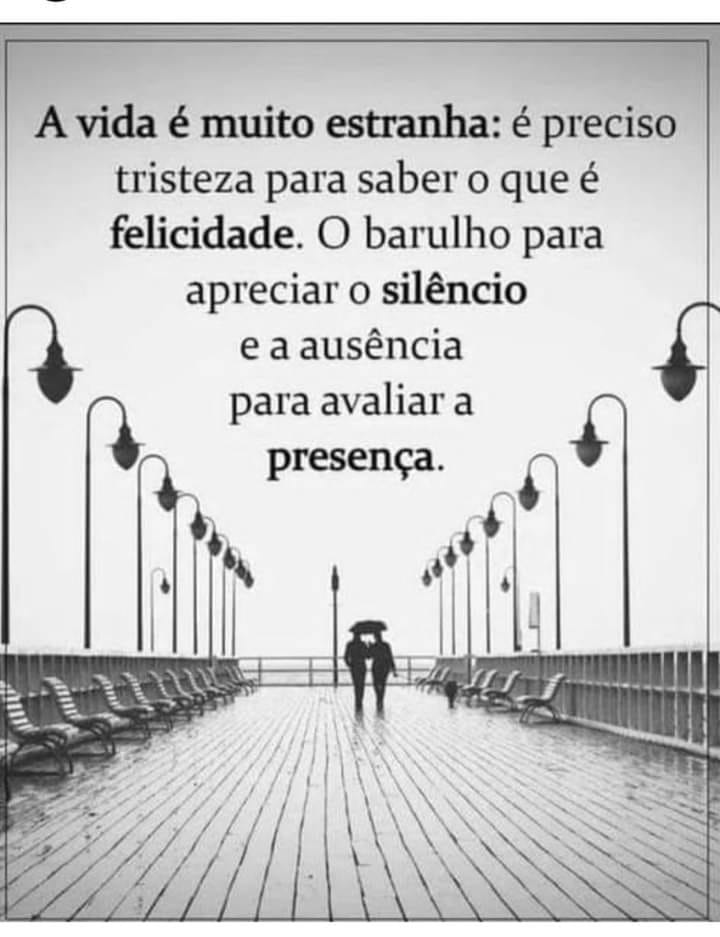 A vida é muito estranha: é preciso
tristeza para saber o que é
felicidade. O barulho para
apreciar o silêncio
e a ausência
para avaliar a
presença.